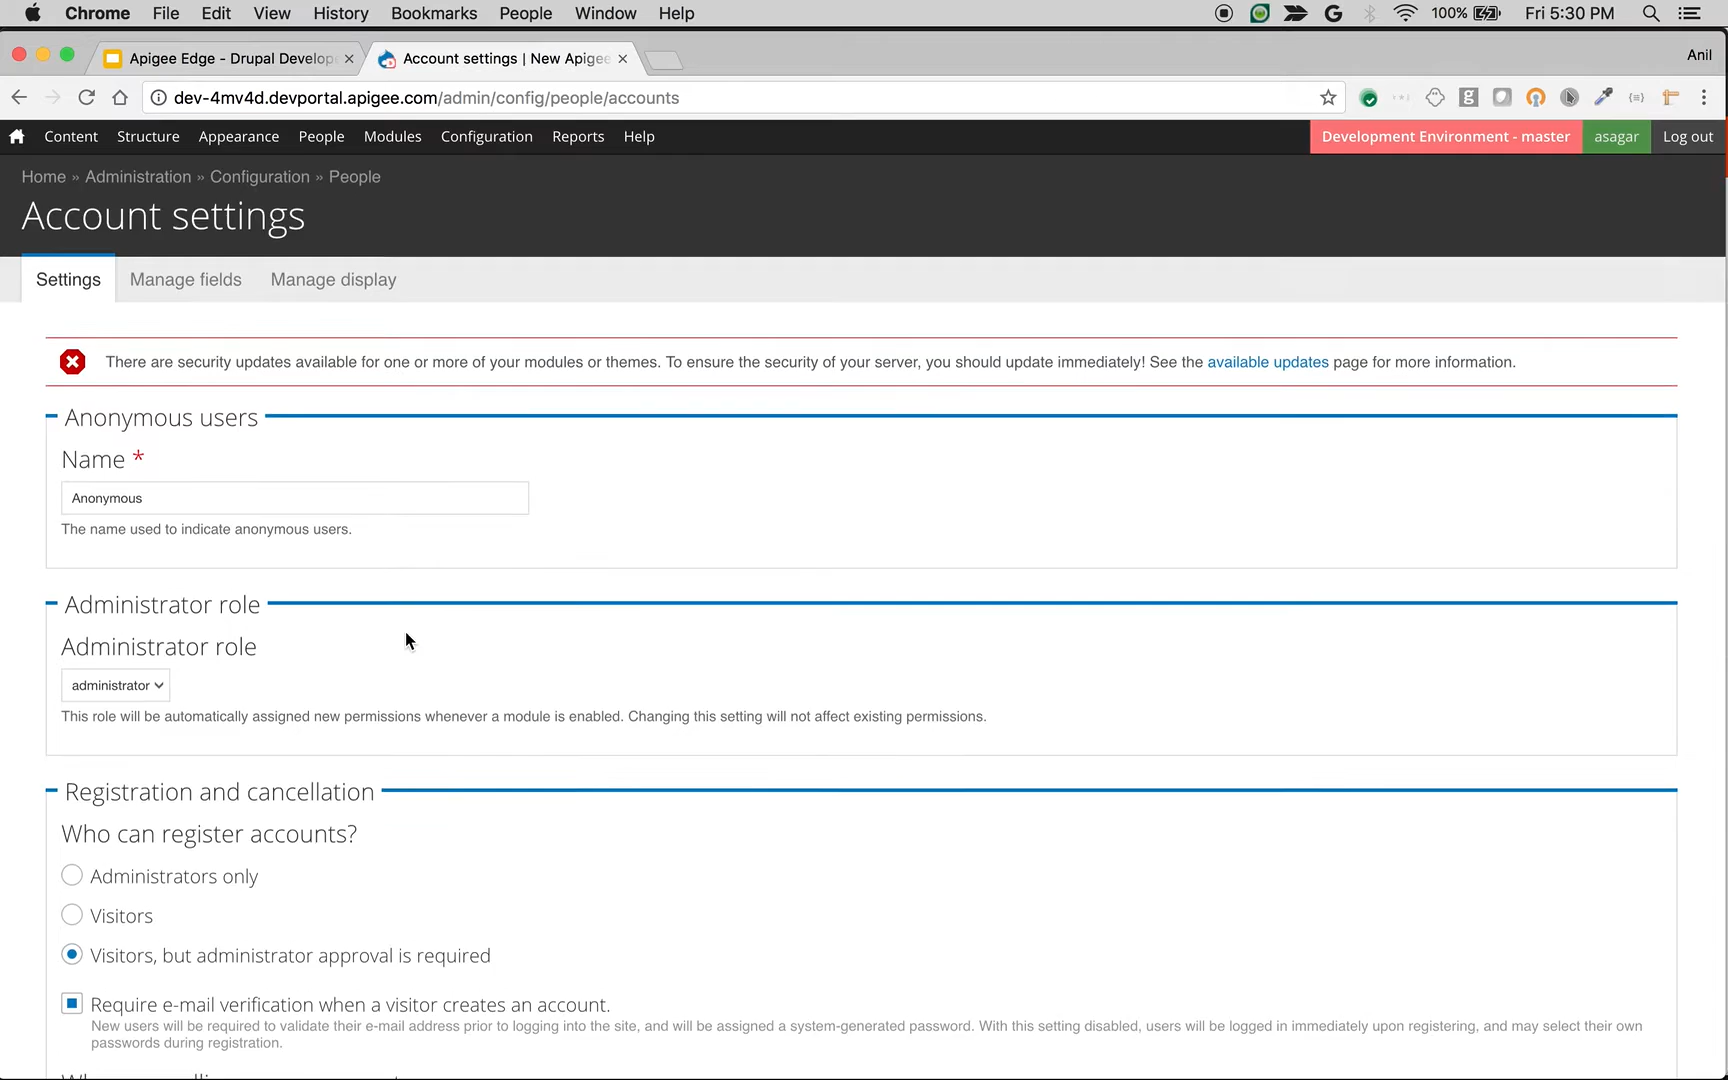 Chrome File Edit View History Bookmarks People Window Help 100% Fri 5:30 PM
Apigee Edge - Drupal Develop Account settings | New Apigee Anil
dev-4mv4d.devportal.apigee.com/admin/config/people/accounts
Content Structure Appearance People Modules Configuration Reports Help Development Environment - master asagar Log out
Home » Administration » Configuration » People
Account settings
Settings Manage fields Manage display
There are security updates available for one or more of your modules or themes. To ensure the security of your server, you should update immediately! See the available updates page for more information.
Anonymous users
Name *
Anonymous
The name used to indicate anonymous users.
Administrator role
Administrator role
administrator
This role will be automatically assigned new permissions whenever a module is enabled. Changing this setting will not affect existing permissions.
Registration and cancellation
Who can register accounts?
Administrators only
Visitors
Visitors, but administrator approval is required
Require e-mail verification when a visitor creates an account.
New users will be required to validate their e-mail address prior to logging into the site, and will be assigned a system-generated password. With this setting disabled, users will be logged in immediately upon registering, and may select their own
passwords during registration.